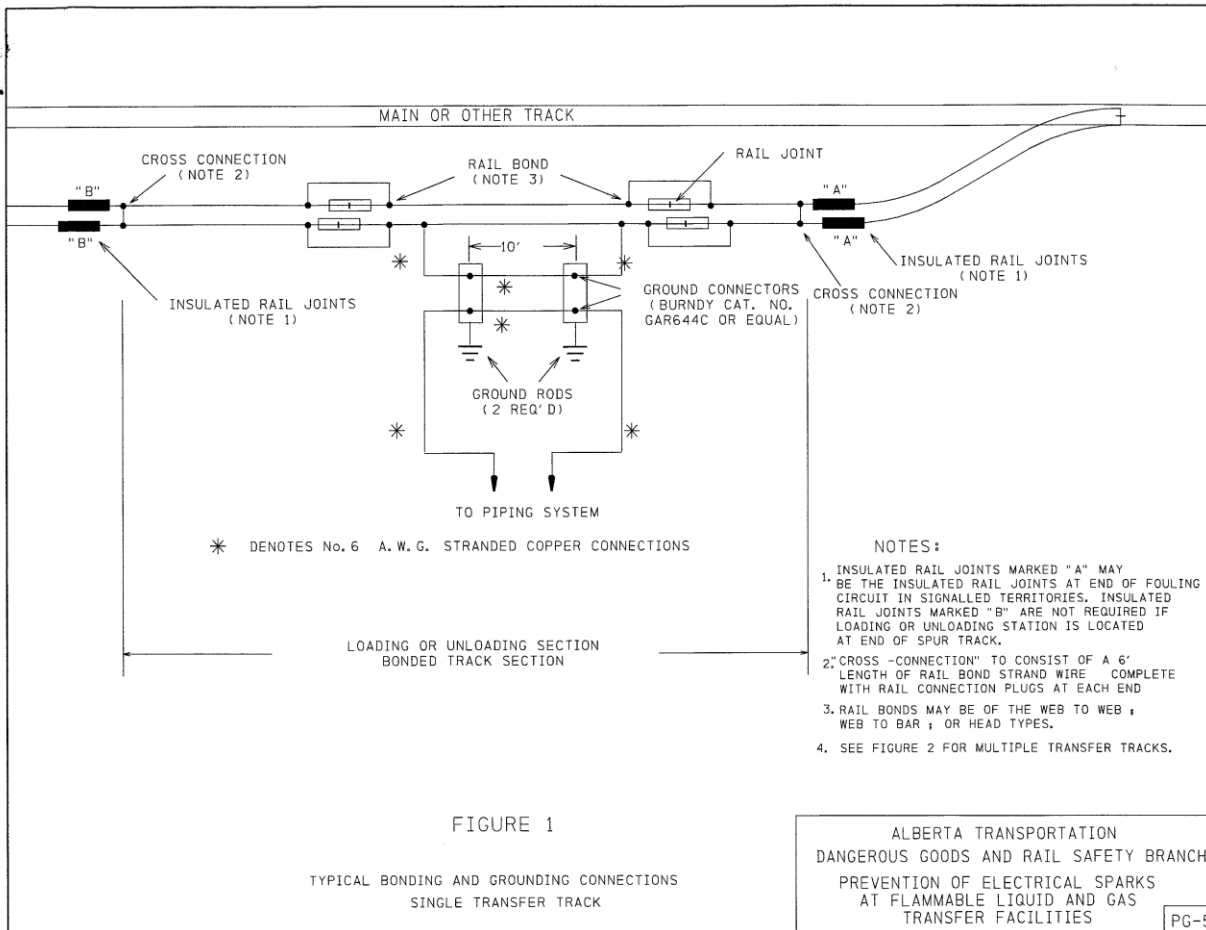 MAIN OR OTHER TRACK
CROSS CONNECTION
(NOTE 2)
RAIL BOND
(NOTE 3)
RAIL JOINT
"B"
"A"
"B"
"A"
10'
INSULATED RAIL JOINTS
(NOTE 1)
INSULATED RAIL JOINTS
(NOTE 1)
GROUND CONNECTORS
(BURNDY CAT. NO.
GAR644C OR EQUAL)
CROSS CONNECTION
(NOTE 2)
GROUND RODS
(2 REQ'D)
TO PIPING SYSTEM
DENOTES No.6 A.W.G. STRANDED COPPER CONNECTIONS
LOADING OR UNLOADING SECTION
BONDED TRACK SECTION
NOTES:
1. INSULATED RAIL JOINTS MARKED "A" MAY
BE THE INSULATED RAIL JOINTS AT END OF FOULING
CIRCUIT IN SIGNALLED TERRITORIES. INSULATED
RAIL JOINTS MARKED "B" ARE NOT REQUIRED IF
LOADING OR UNLOADING STATION IS LOCATED
AT END OF SPUR TRACK.
2. "CROSS -CONNECTION" TO CONSIST OF A 6'
LENGTH OF RAIL BOND STRAND WIRE COMPLETE
WITH RAIL CONNECTION PLUGS AT EACH END
3. RAIL BONDS MAY BE OF THE WEB TO WEB ;
WEB TO BAR ; OR HEAD TYPES.
4. SEE FIGURE 2 FOR MULTIPLE TRANSFER TRACKS.
FIGURE 1
TYPICAL BONDING AND GROUNDING CONNECTIONS
SINGLE TRANSFER TRACK
ALBERTA TRANSPORTATION
DANGEROUS GOODS AND RAIL SAFETY BRANCH
PREVENTION OF ELECTRICAL SPARKS
AT FLAMMABLE LIQUID AND GAS
TRANSFER FACILITIES
PG-5